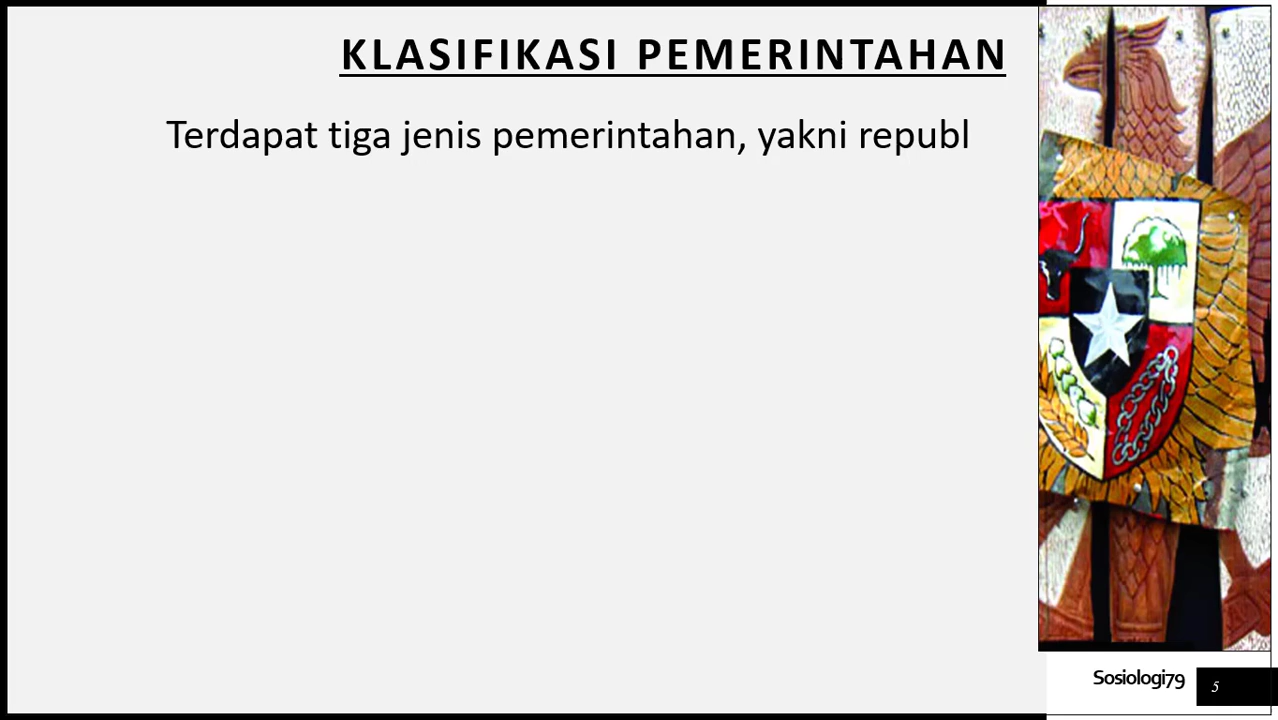 KLASIFIKASI PEMERINTAHAN
Terdapat tiga jenis pemerintahan, yakni republ
Sosiologi79
5